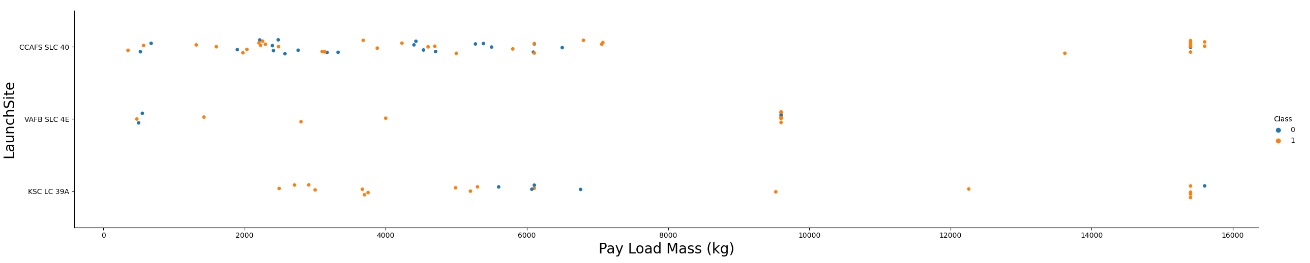 CCAFS SLC 40
VAFB SLC 4E
KSC LC 39A
LaunchSite
0 2000 4000 6000 8000 10000 12000 14000 16000
Pay Load Mass (kg)
Class
0
1